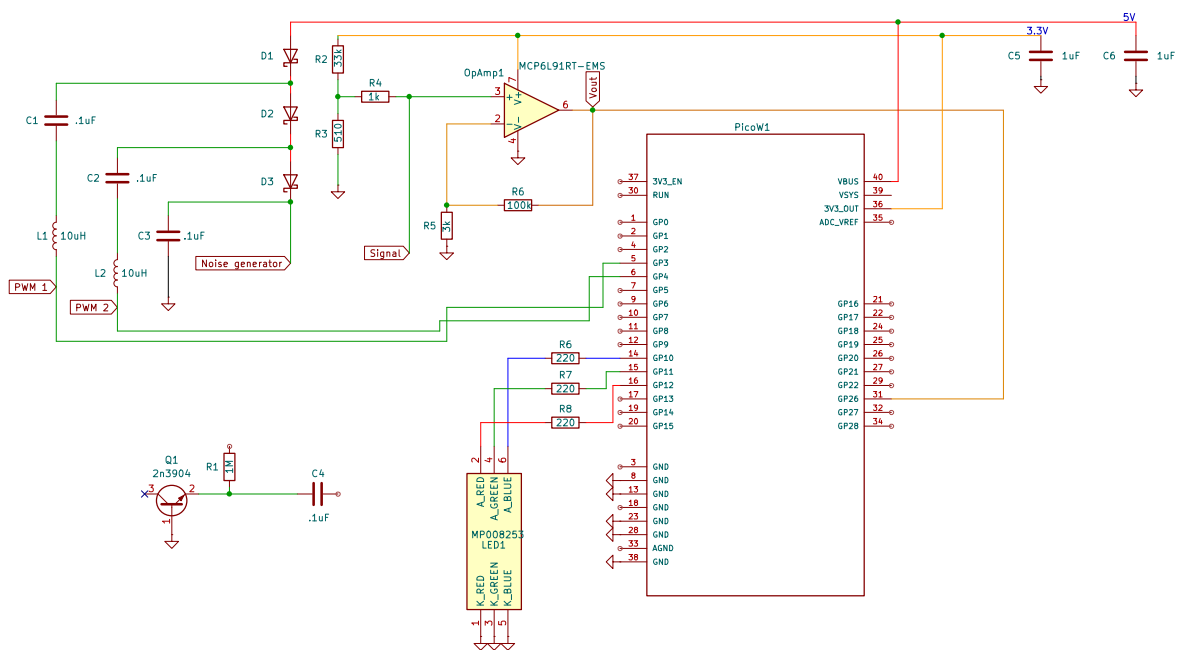 5V
3.3V
D1
R2
33k
OpAmp1
MCP6L91RT-EMS
Vout
C5
1uF
C6
1uF
R4
1k
3
+
7
V+
6
2
-
V-
4
C1
.1uF
D2
R3
510
PicoW1
C2
.1uF
D3
R6
100k
R5
3k
37
3V3_EN
VBUS
40
30
RUN
VSYS
39
3V3_OUT
36
1
GP0
ADC_VREF
35
2
GP1
4
GP2
L1
10uH
C3
.1uF
Signal
Noise generator
5
GP3
6
GP4
L2
10uH
7
GP5
PWM 1
9
GP6
GP16
21
PWM 2
10
GP7
GP17
22
11
GP8
GP18
24
12
GP9
GP19
25
R6
220
14
GP10
GP20
26
15
GP11
GP21
27
R7
220
16
GP12
GP22
29
17
GP13
GP26
31
19
GP14
GP27
32
R8
220
20
GP15
GP28
34
Q1
2n3904
3
2
1
R1
1M
C4
.1uF
2
4
6
A_RED
A_GREEN
A_BLUE
MP008253
LED1
K_RED
K_GREEN
K_BLUE
1
3
5
3
GND
8
GND
13
GND
18
GND
23
GND
28
GND
33
AGND
38
GND